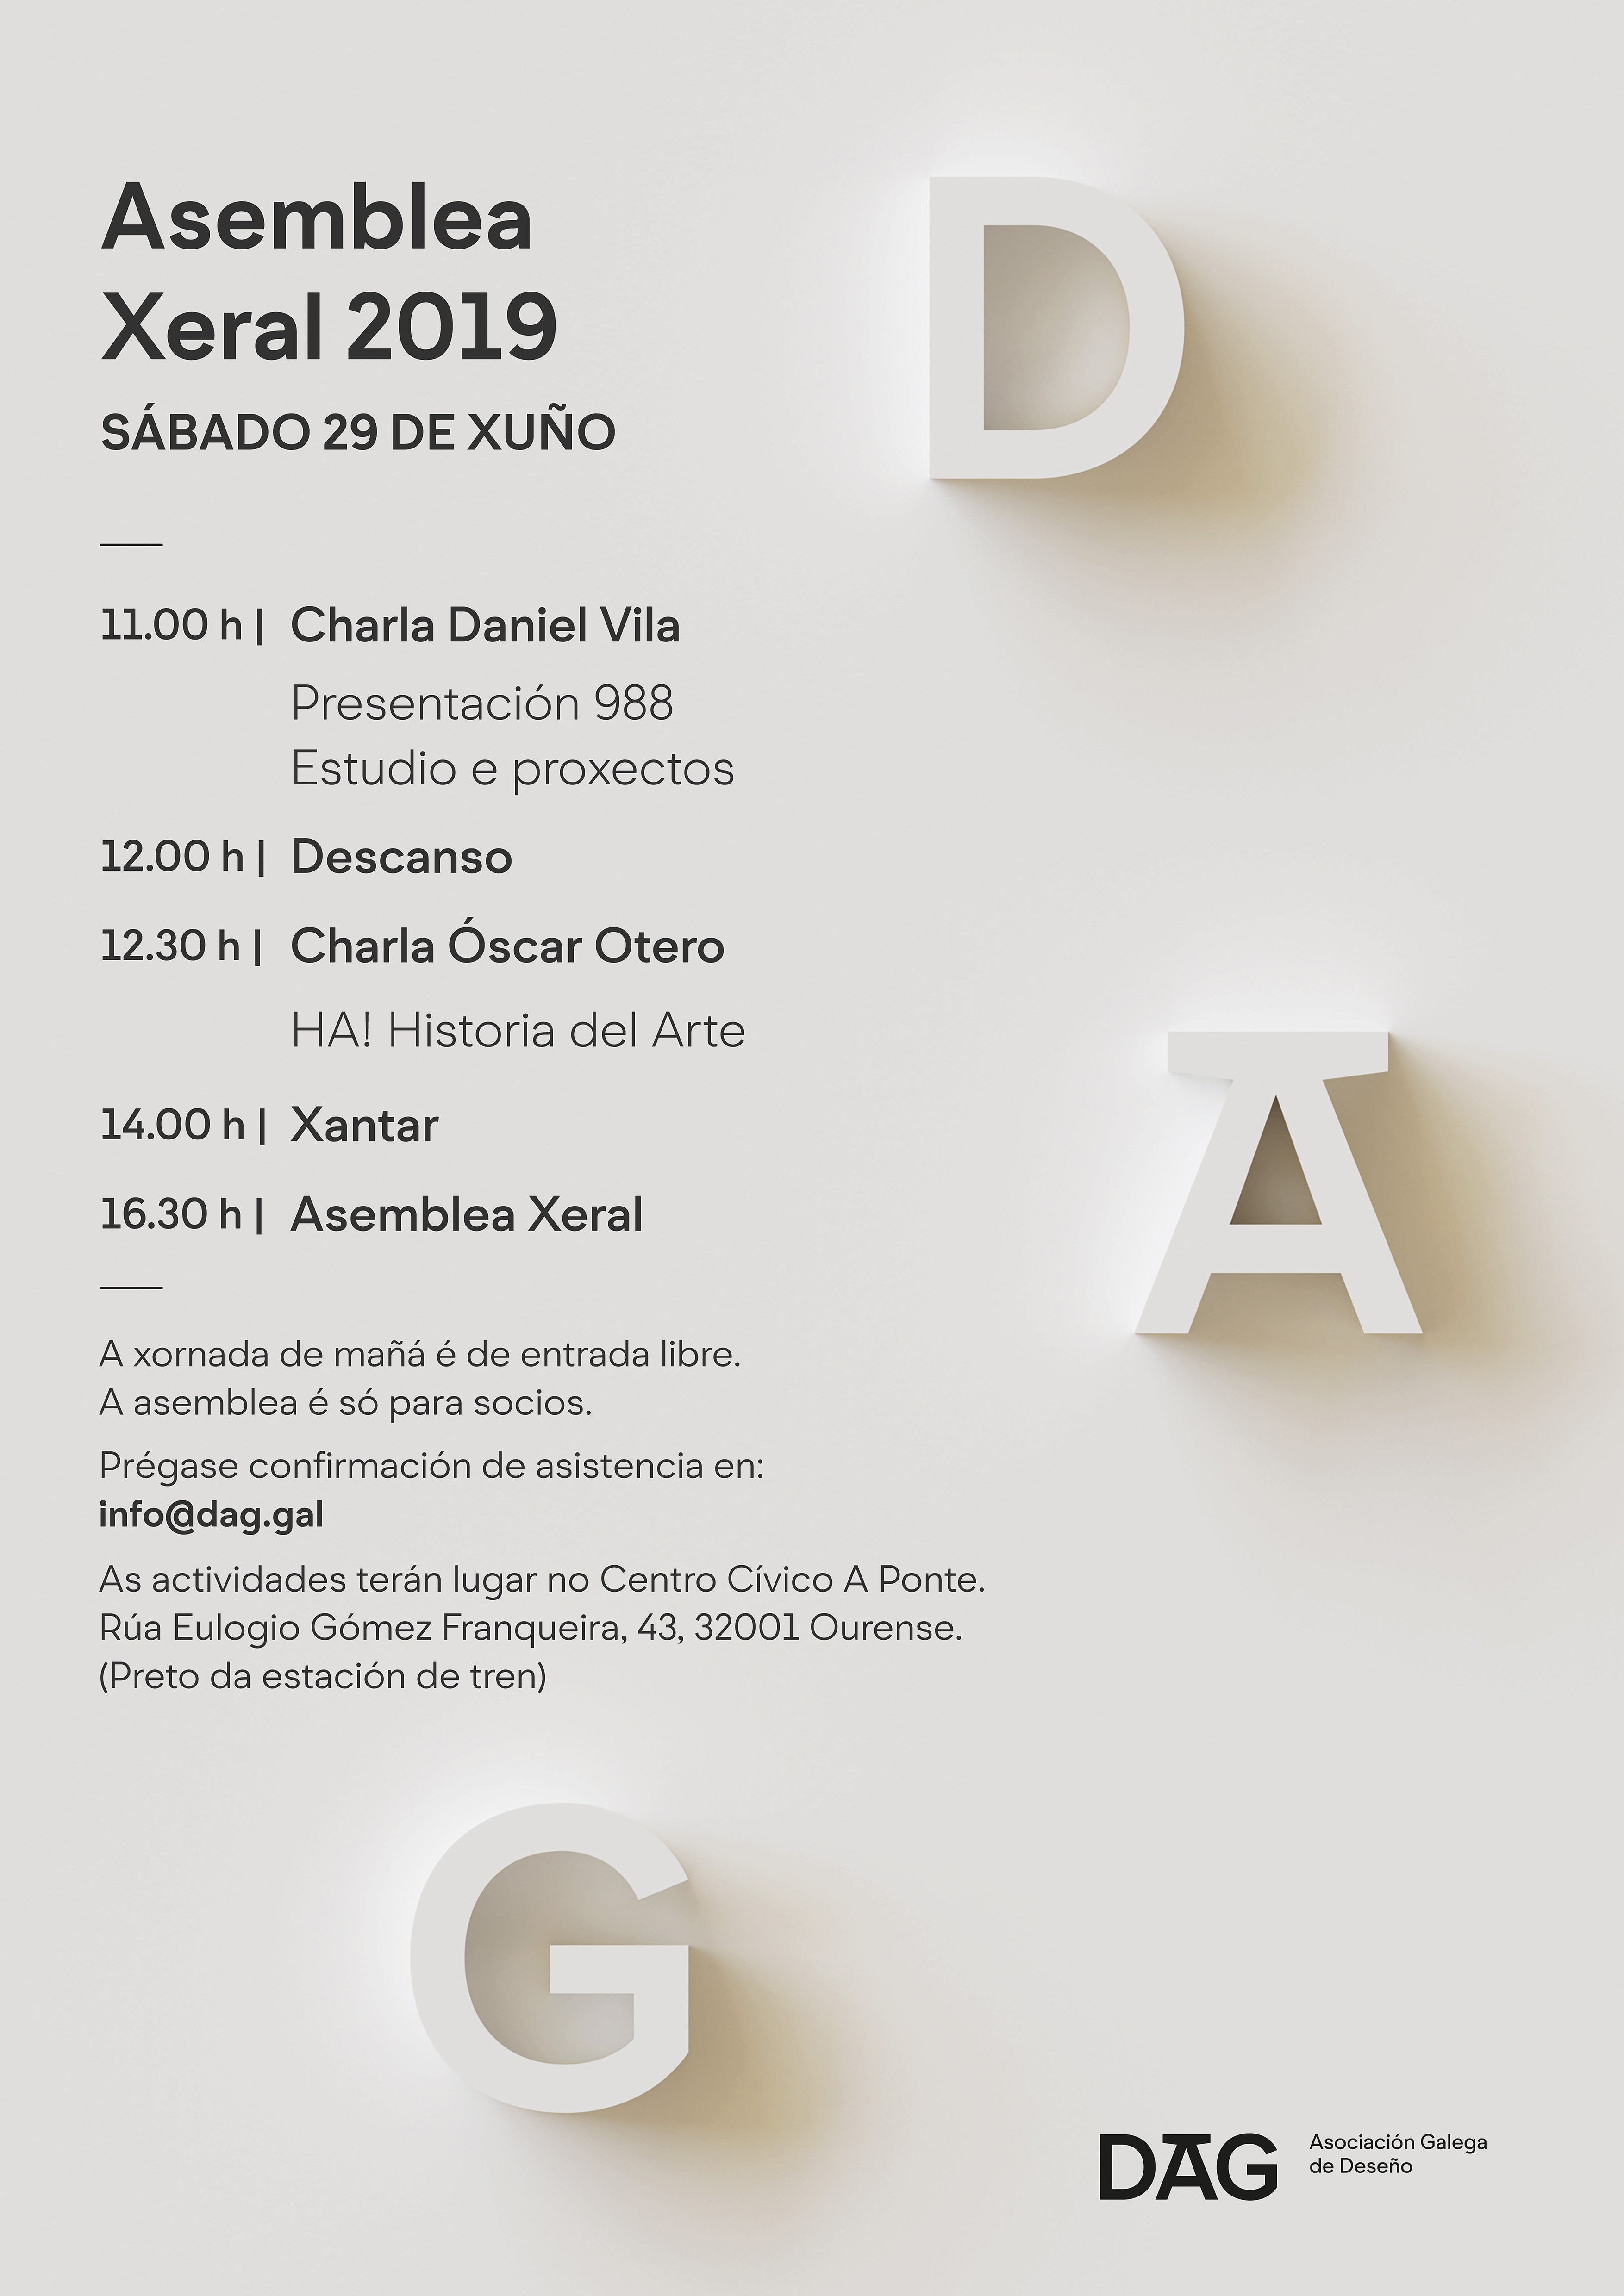 Asemblea
Xeral 2019
SÁBADO 29 DE XUÑO
11.00 h | Charla Daniel Vila
Presentación 988
Estudio e proxectos
12.00 h | Descanso
12.30 h | Charla Óscar Otero
HA! Historia del Arte
14.00 h | Xantar
16.30 h | Asemblea Xeral
A xornada de mañá é de entrada libre.
A asemblea é só para socios.
Prégase confirmación de asistencia en:
info@dag.gal
As actividades terán lugar no Centro Cívico A Ponte.
Rúa Eulogio Gómez Franqueira, 43, 32001 Ourense.
(Preto da estación de tren)
D
A
G
DAG
Asociación Galega
de Deseño